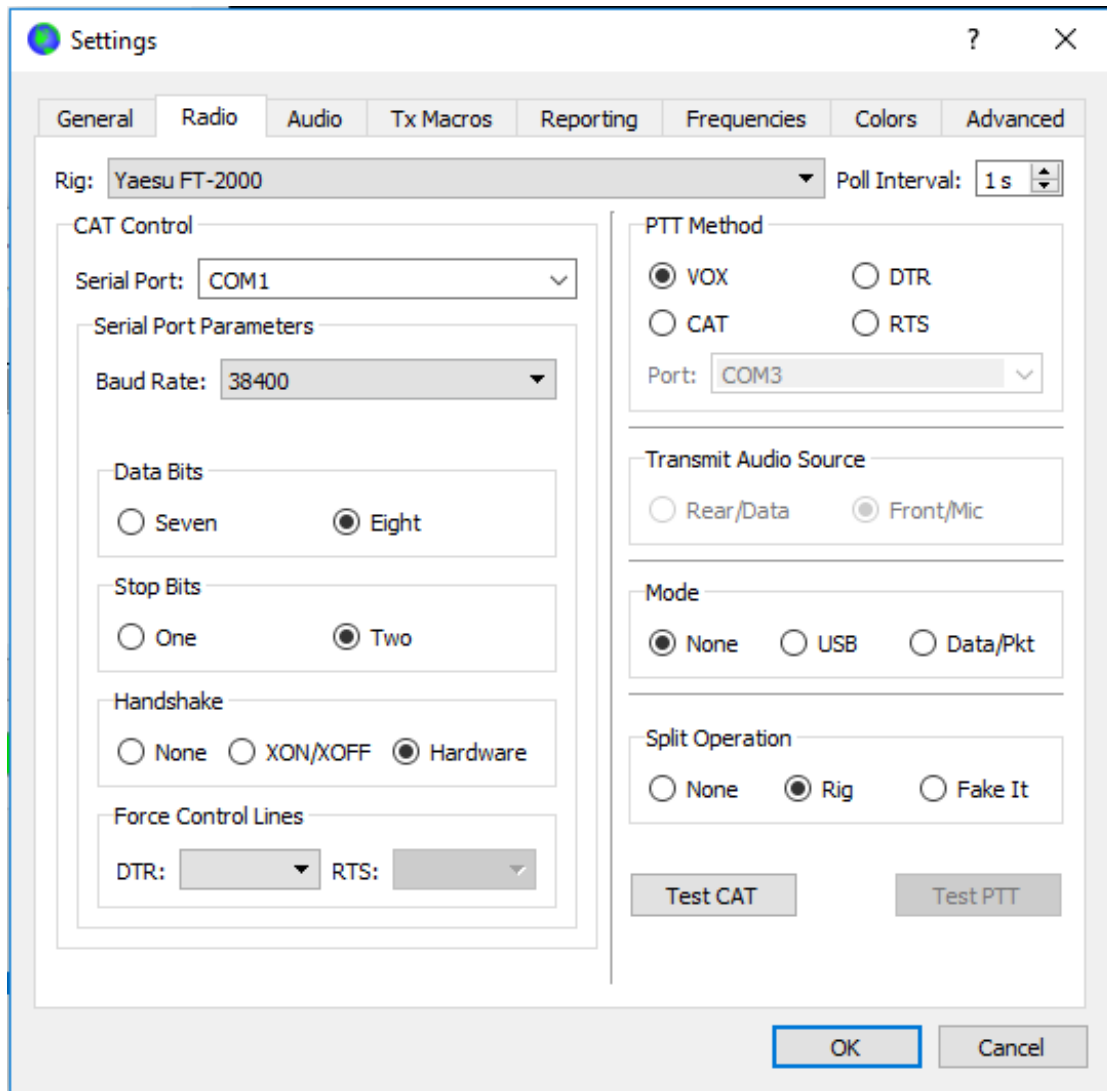 Settings
General Radio Audio Tx Macros Reporting Frequencies Colors Advanced
Rig: Yaesu FT-2000 Poll Interval: 1 s
CAT Control
Serial Port: COM1
Serial Port Parameters
Baud Rate: 38400
Data Bits
Seven Eight
Stop Bits
One Two
Handshake
None XON/XOFF Hardware
Force Control Lines
DTR: RTS:
PTT Method
VOX DTR
CAT RTS
Port: COM3
Transmit Audio Source
Rear/Data Front/Mic
Mode
None USB Data/Pkt
Split Operation
None Rig Fake It
Test CAT Test PTT
OK Cancel